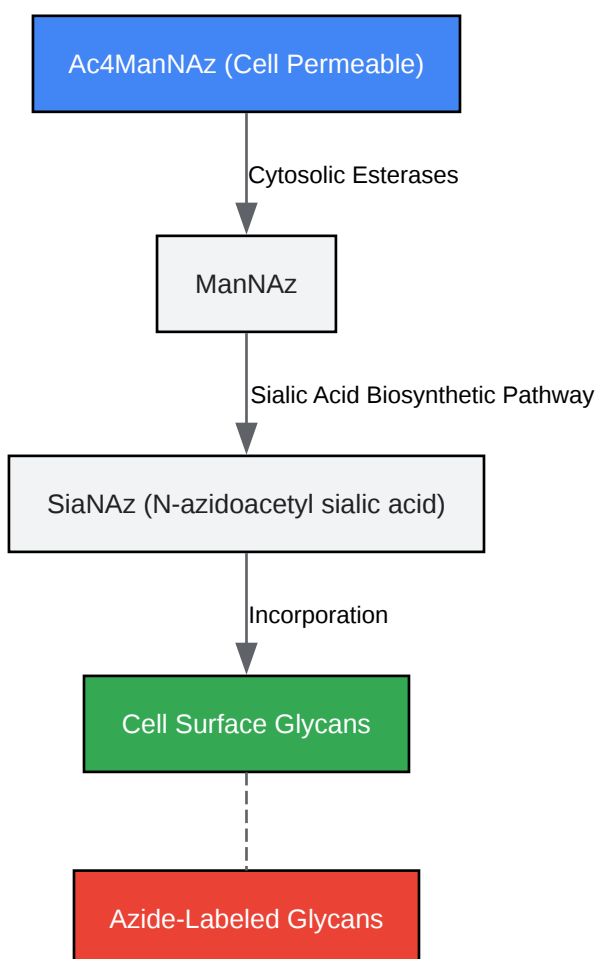 Ac4ManNAz (Cell Permeable)
Cytosolic Esterases
ManNAz
Sialic Acid Biosynthetic Pathway
SiaNAz (N-azidoacetyl sialic acid)
Incorporation
Cell Surface Glycans
Azide-Labeled Glycans